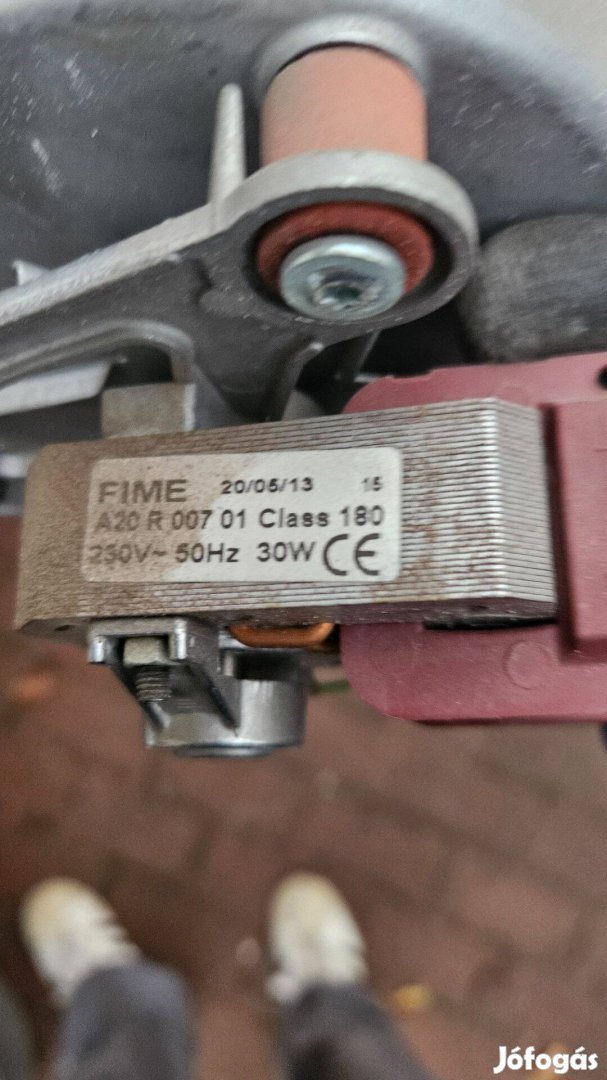 FIME 20/05/13 15
A20 R 007 01 Class 180
230V~ 50Hz 30W CE
Jófogás